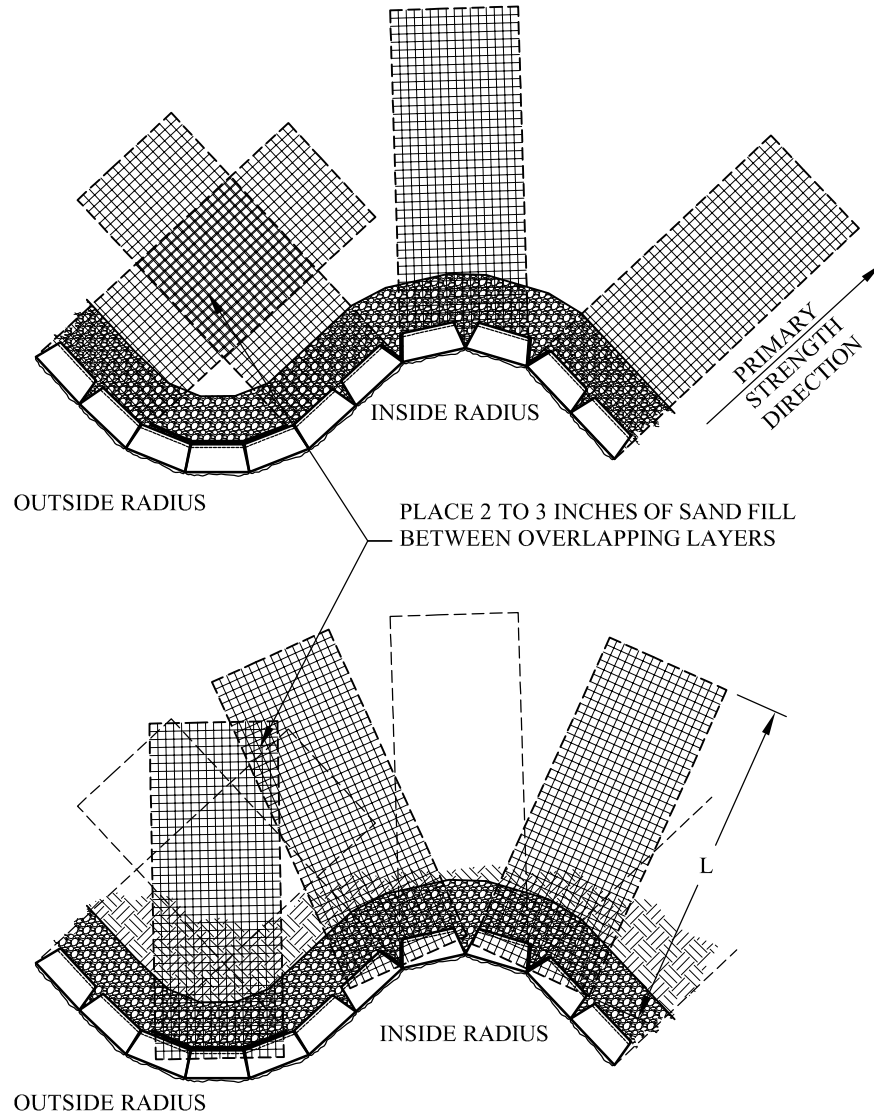 PRIMARY
STRENGTH
DIRECTION
INSIDE RADIUS
OUTSIDE RADIUS
PLACE 2 TO 3 INCHES OF SAND FILL
BETWEEN OVERLAPPING LAYERS
L
INSIDE RADIUS
OUTSIDE RADIUS